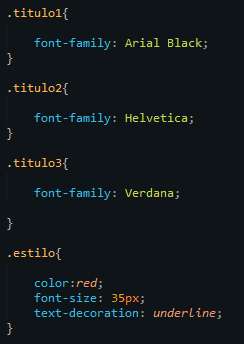 .titulo1{
font-family: Arial Black;
}
.titulo2{
font-family: Helvetica;
}
.titulo3{
font-family: Verdana;
}
.estilo{
color:red;
font-size: 35px;
text-decoration: underline;
}